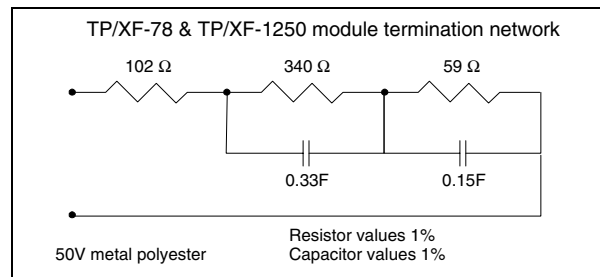 TP/XF-78 & TP/XF-1250 module termination network
102 Ω 340 Ω 59 Ω
0.33F 0.15F
Resistor values 1%
50V metal polyester Capacitor values 1%